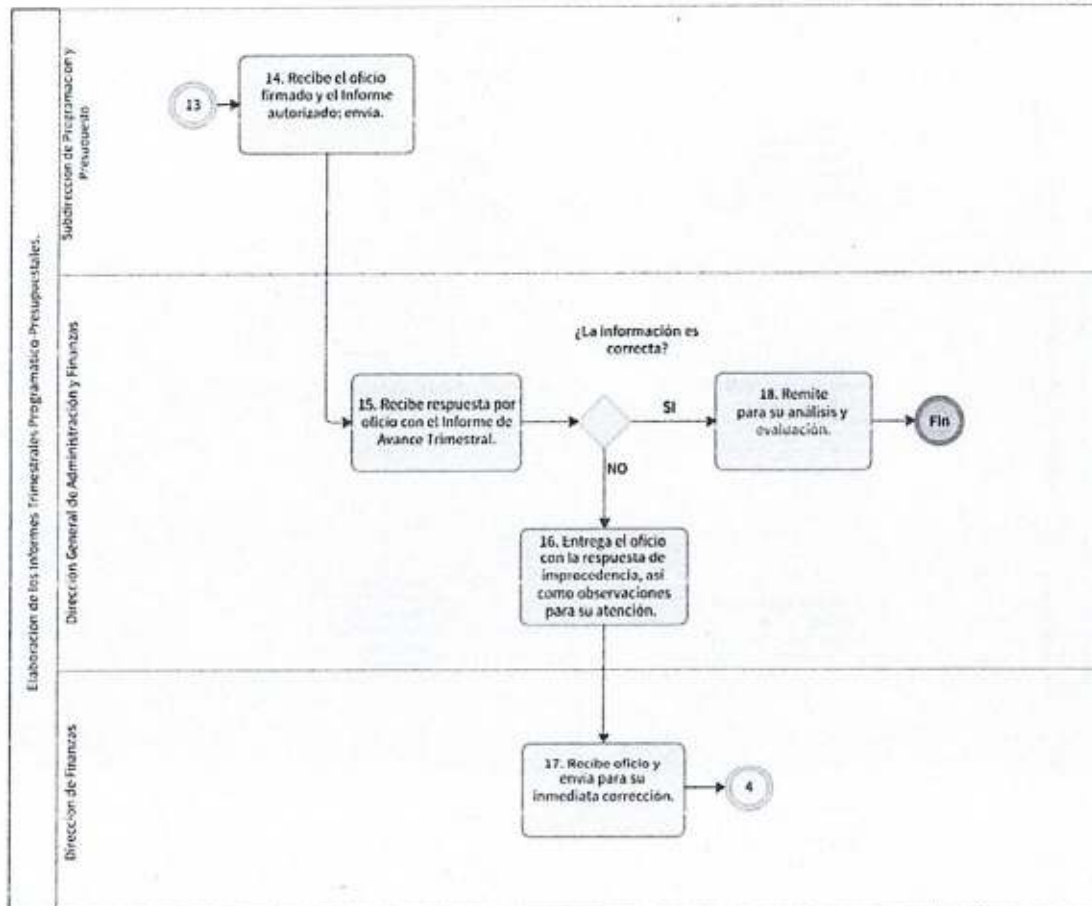 Elaboración de los Informes Trimestrales Programático-Presupuestales.
Subdirección de Programación y
Presupuesto
13
14. Recibe el oficio
firmado y el Informe
autorizado; envía.
Dirección General de Administración y Finanzas
15. Recibe respuesta por
oficio con el Informe de
Avance Trimestral.
¿La información es
correcta?
SI
18. Remite
para su análisis y
evaluación.
Fin
NO
16. Entrega el oficio
con la respuesta de
improcedencia, así
como observaciones
para su atención.
Dirección de Finanzas
17. Recibe oficio y
envía para su
inmediata corrección.
4